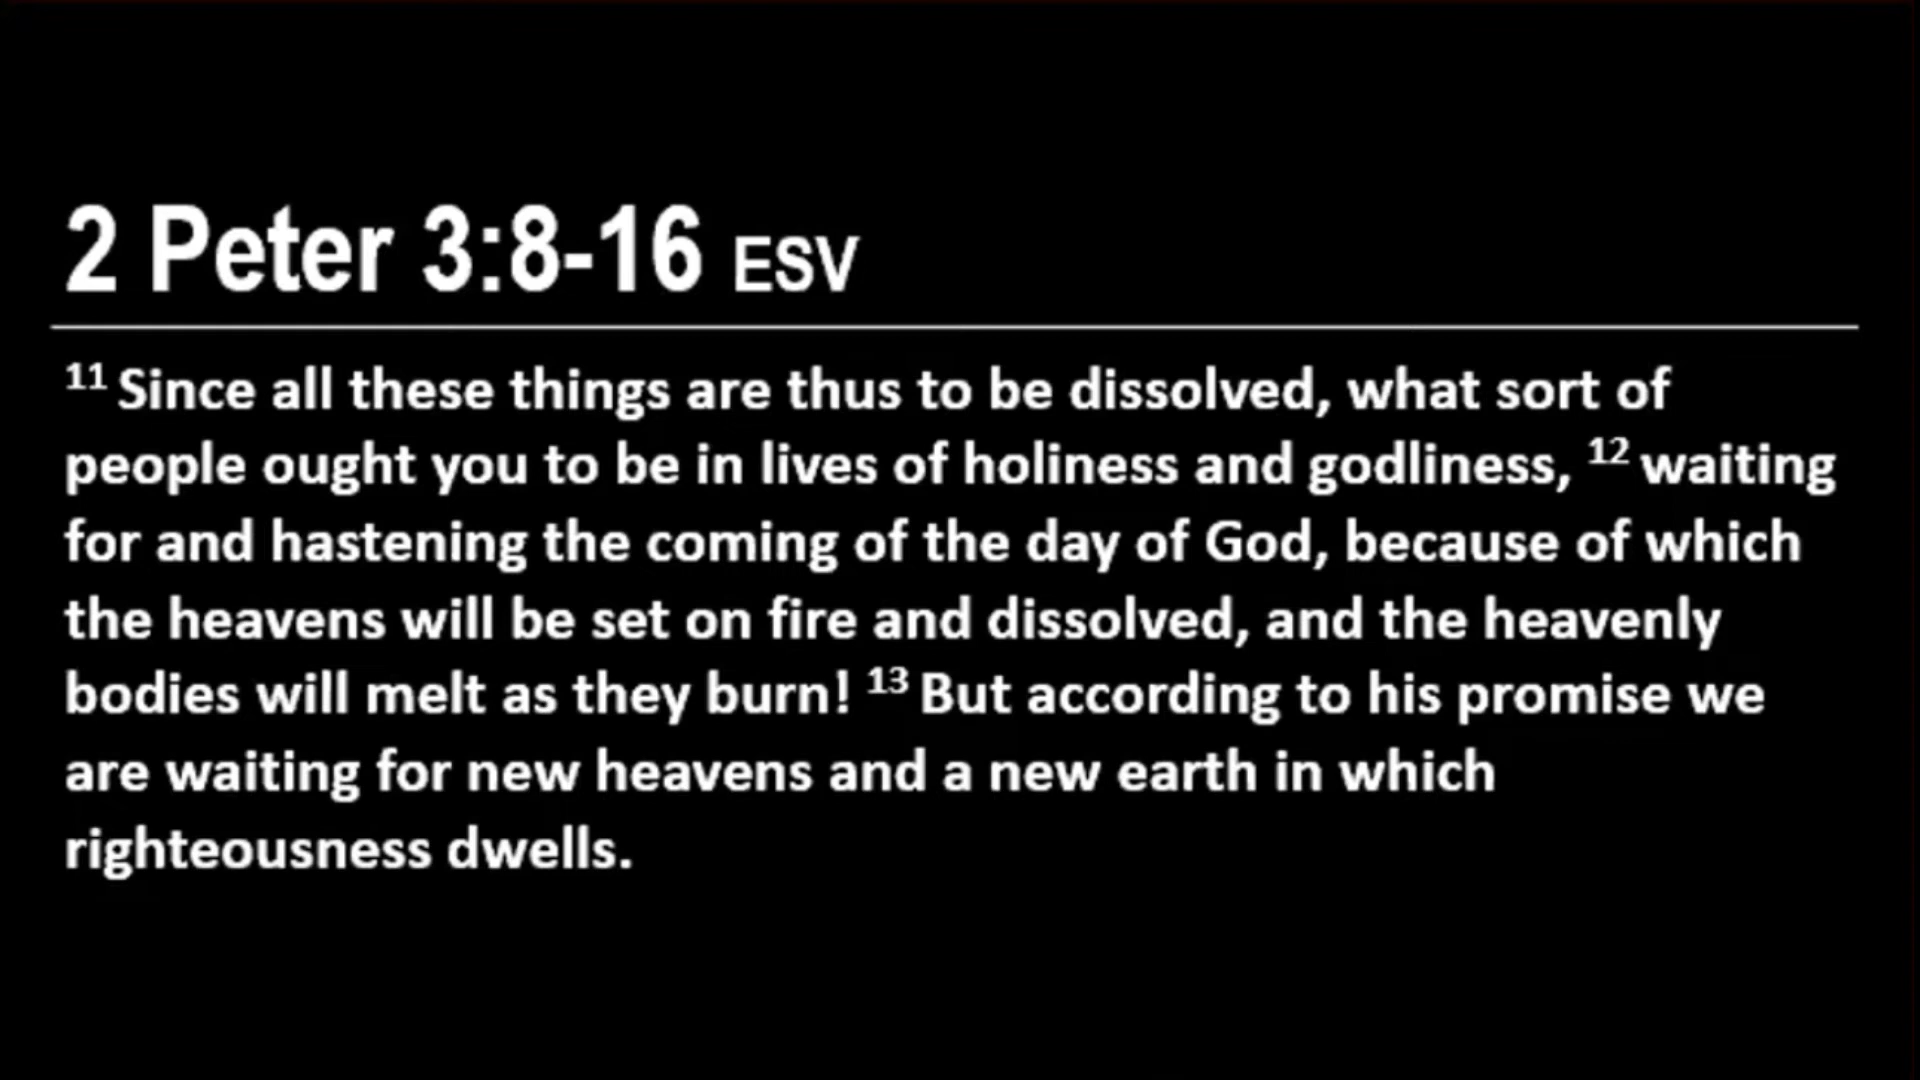 2 Peter 3:8-16 ESV
11 Since all these things are thus to be dissolved, what sort of
people ought you to be in lives of holiness and godliness, 12 waiting
for and hastening the coming of the day of God, because of which
the heavens will be set on fire and dissolved, and the heavenly
bodies will melt as they burn! 13 But according to his promise we
are waiting for new heavens and a new earth in which
righteousness dwells.